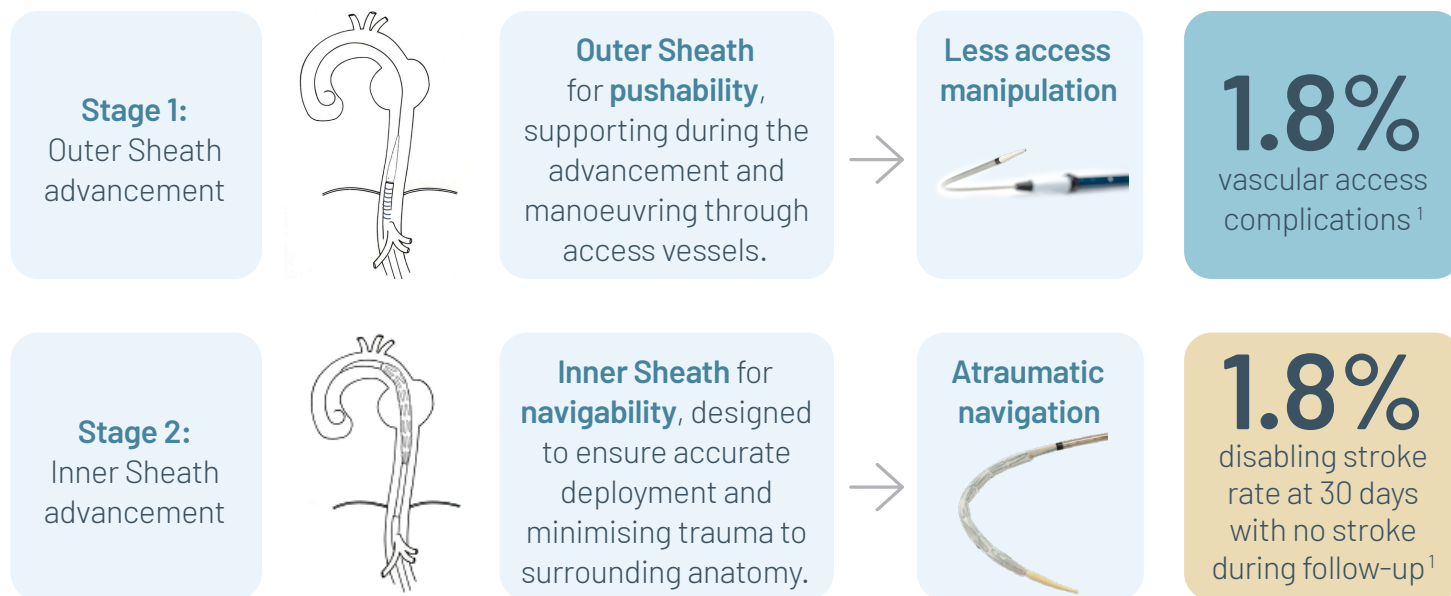 Stage 1:
Outer Sheath
advancement
Outer Sheath
for pushability,
supporting during the
advancement and
manoeuvring through
access vessels.
Less access
manipulation
1.8%
vascular access
complications ¹
Stage 2:
Inner Sheath
advancement
Inner Sheath for
navigability, designed
to ensure accurate
deployment and
minimising trauma to
surrounding anatomy.
Atraumatic
navigation
1.8%
disabling stroke
rate at 30 days
with no stroke
during follow-up ¹